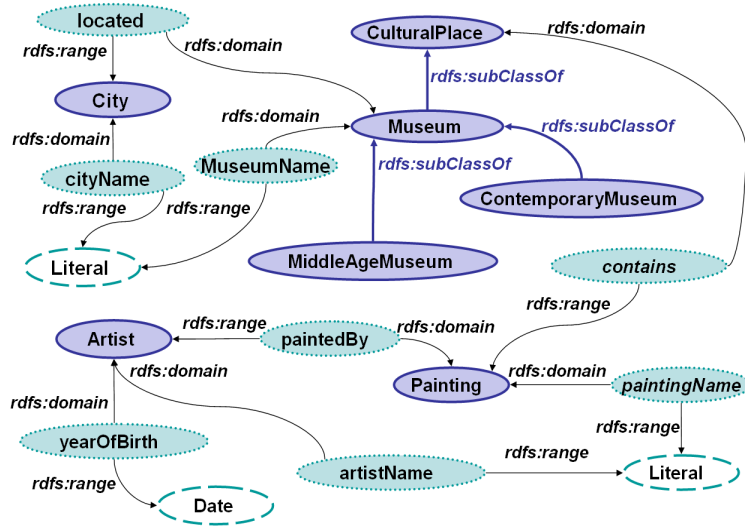 located
rdfs:domain
CulturalPlace
rdfs:domain
rdfs:range
rdfs:subClassOf
City
rdfs:domain
Museum
rdfs:subClassOf
rdfs:domain
MuseumName
rdfs:subClassOf
cityName
ContemporaryMuseum
rdfs:range
rdfs:range
Literal
MiddleAgeMuseum
contains
rdfs:range
Artist
rdfs:range
paintedBy
rdfs:domain
rdfs:domain
Painting
rdfs:domain
paintingName
rdfs:domain
rdfs:range
yearOfBirth
artistName
rdfs:range
Literal
rdfs:range
Date